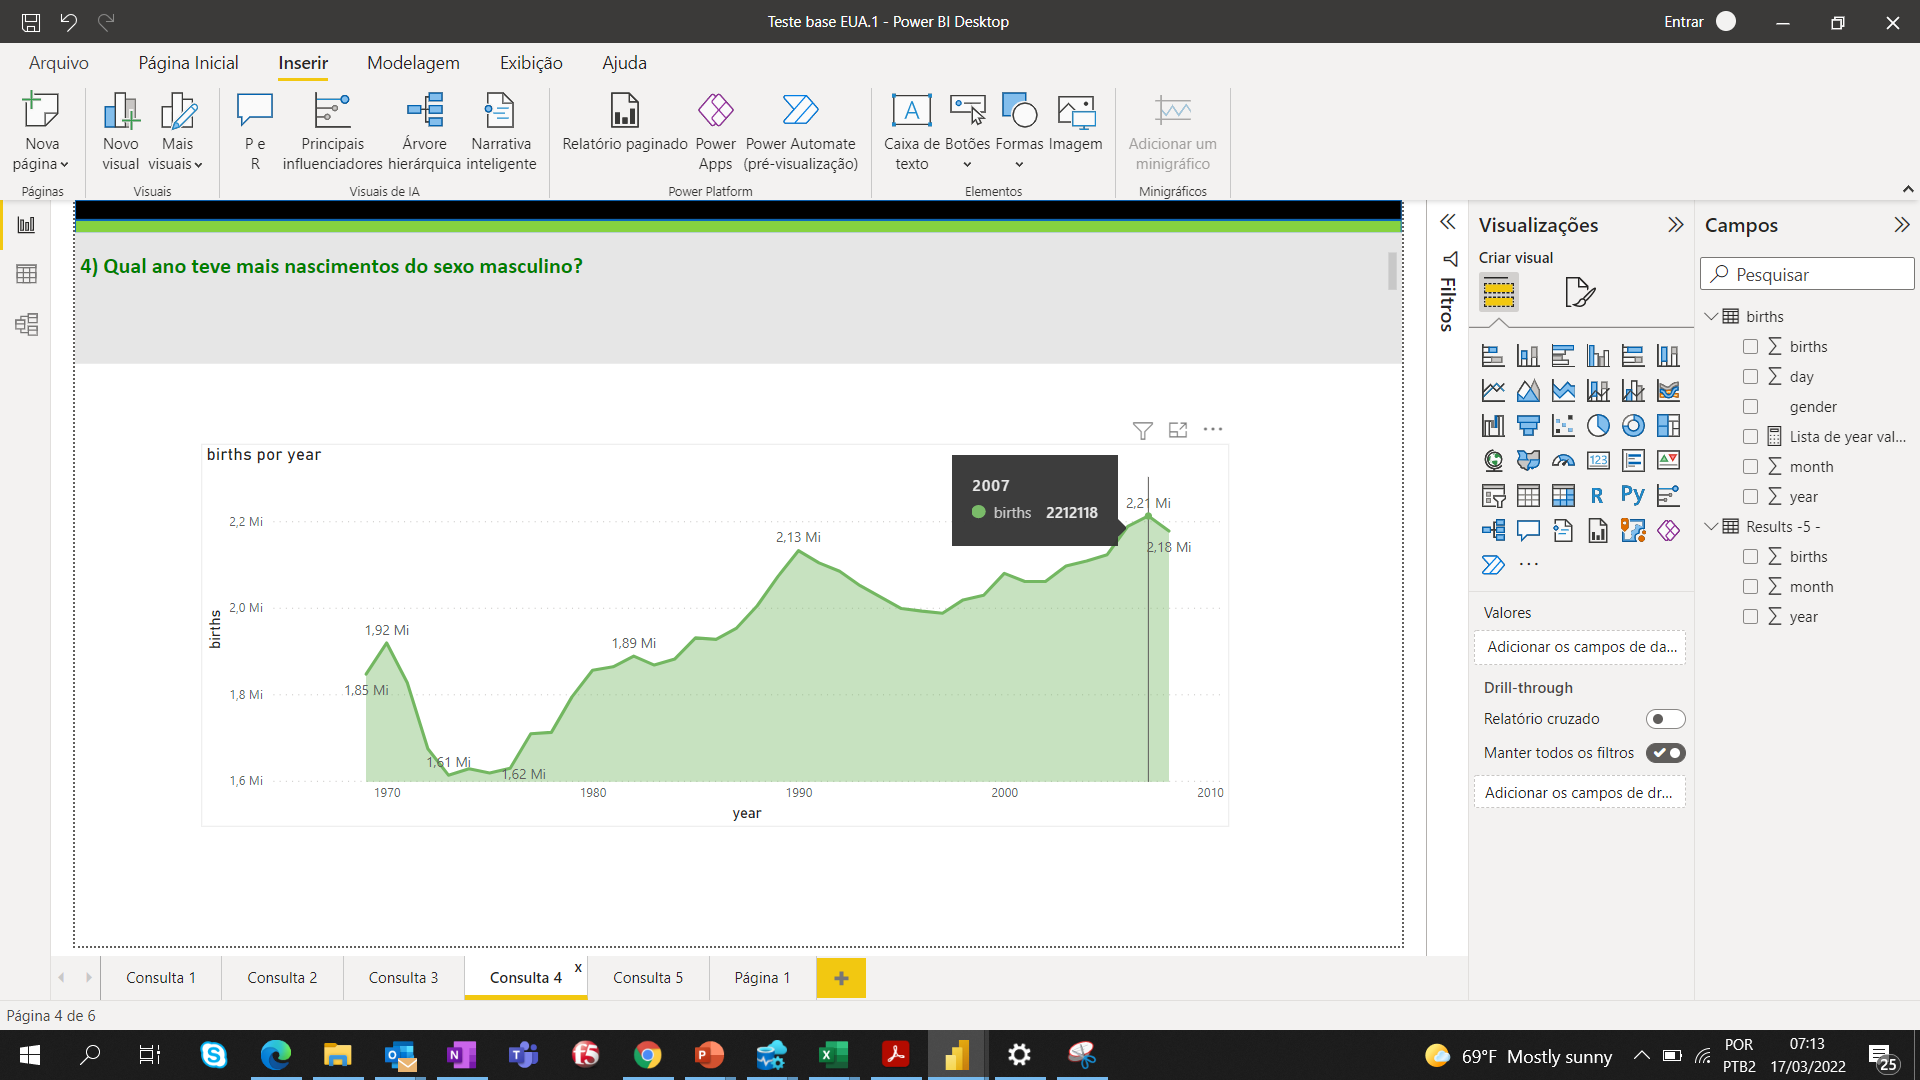 Teste base EUA.1 - Power BI Desktop
Entrar
Arquivo
Página Inicial
Inserir
Modelagem
Exibição
Ajuda
Nova
página
Novo
visual
Mais
visuais
P e
R
Principais
influenciadores
Árvore
hierárquica
Narrativa
inteligente
Relatório paginado
Power
Apps
Power Automate
(pré-visualização)
Caixa de
texto
Botões
Formas
Imagem
Adicionar um
minigráfico
Páginas
Visuais
Visuais de IA
Power Platform
Elementos
Minigráficos
4) Qual ano teve mais nascimentos do sexo masculino?
births por year
2007
births 2212118
2,21 Mi
2,18 Mi
2,13 Mi
1,92 Mi
1,89 Mi
1,85 Mi
1,61 Mi
1,62 Mi
2,2 Mi
2,0 Mi
1,8 Mi
1,6 Mi
births
1970
1980
1990
2000
2010
year
Filtros
Visualizações
Criar visual
123
R
Py
Valores
Adicionar os campos de da...
Drill-through
Relatório cruzado
Manter todos os filtros
Adicionar os campos de dr...
Campos
Pesquisar
births
births
day
gender
Lista de year val...
month
year
Results -5 -
births
month
year
Consulta 1
Consulta 2
Consulta 3
Consulta 4
x
Consulta 5
Página 1
+
Página 4 de 6
69°F Mostly sunny
POR
PTB2
07:13
17/03/2022
25